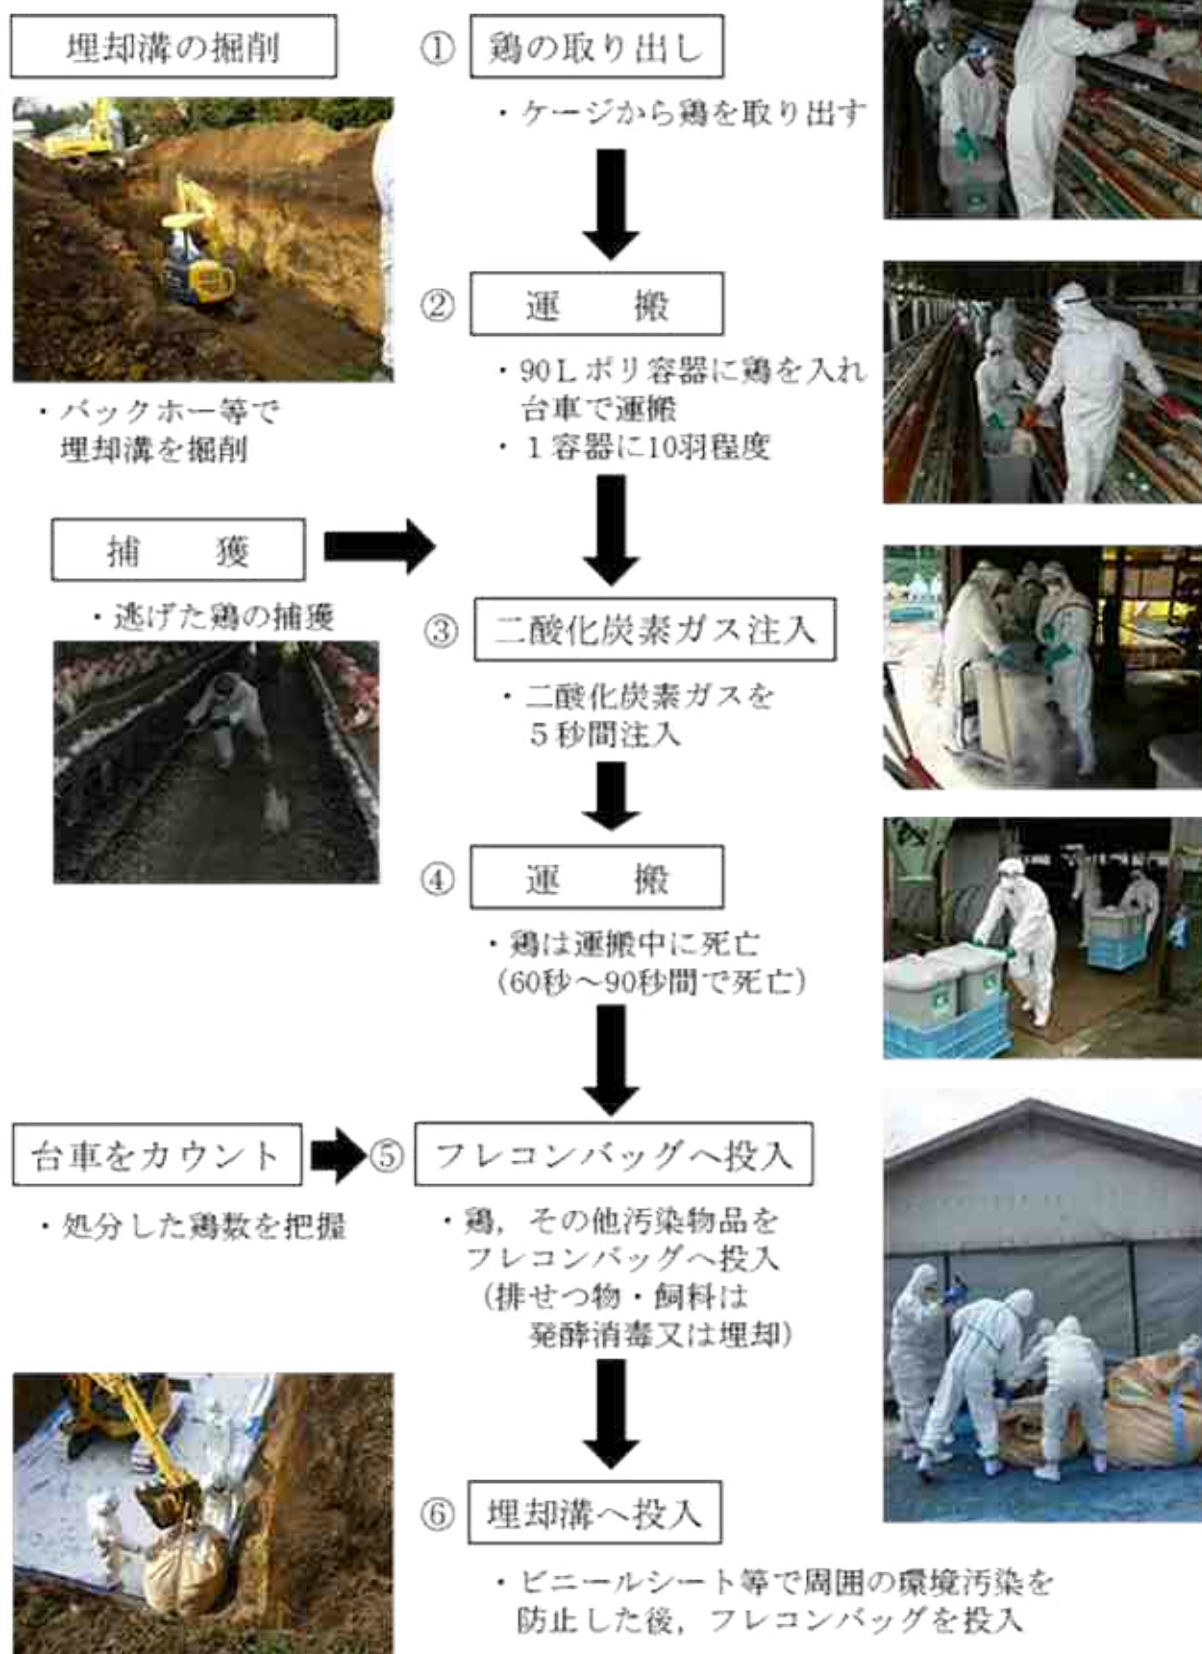 埋却溝の掘削
・バックホー等で
埋却溝を掘削
① 鶏の取り出し
・ケージから鶏を取り出す
② 運　搬
・90Lポリ容器に鶏を入れ
台車で運搬
・１容器に10羽程度
捕　獲
・逃げた鶏の捕獲
③ 二酸化炭素ガス注入
・二酸化炭素ガスを
５秒間注入
④ 運　搬
・鶏は運搬中に死亡
(60秒～90秒間で死亡)
台車をカウント
・処分した鶏数を把握
⑤ フレコンバッグへ投入
・鶏，その他汚染物品を
フレコンバッグへ投入
(排せつ物・飼料は
発酵消毒又は埋却)
⑥ 埋却溝へ投入
・ビニールシート等で周囲の環境汚染を
防止した後，フレコンバッグを投入